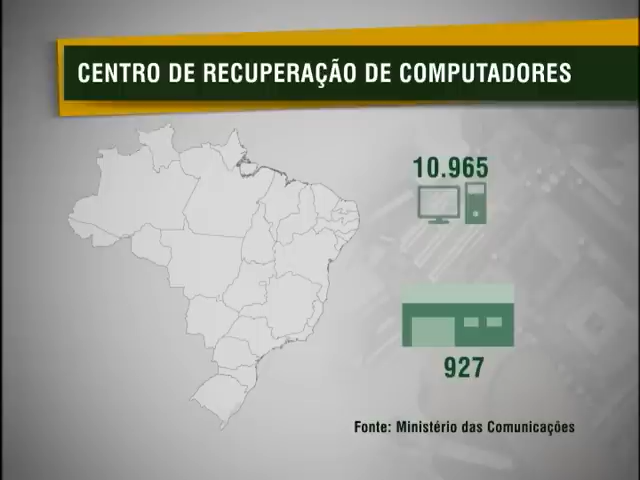 CENTRO DE RECUPERAÇÃO DE COMPUTADORES
10.965
927
Fonte: Ministério das Comunicações